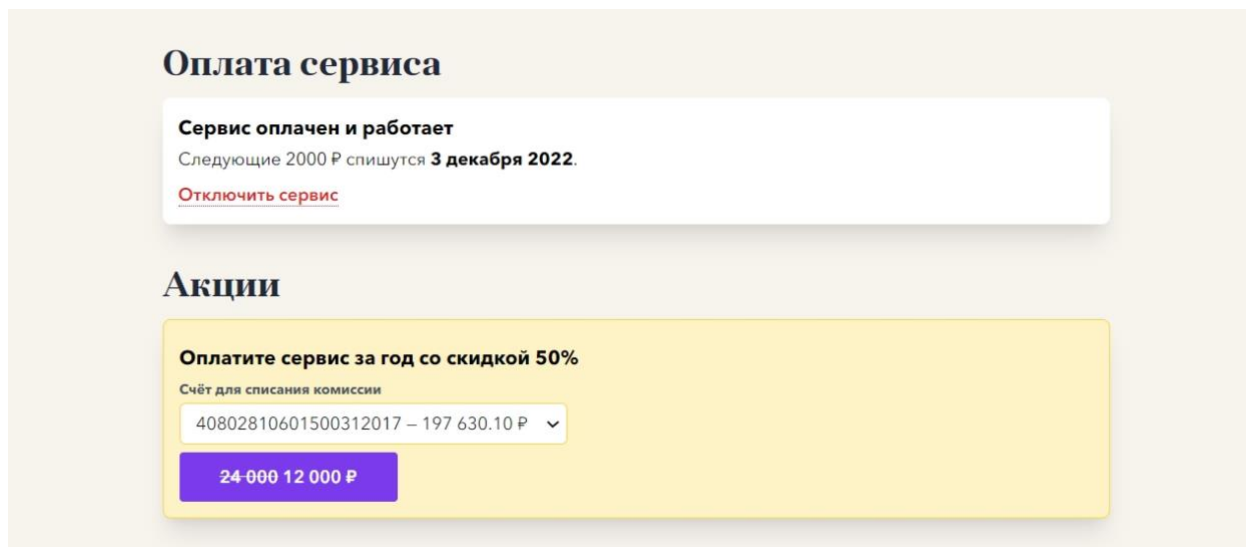 Оплата сервиса
Сервис оплачен и работает
Следующие 2000 ₽ спишутся 3 декабря 2022.
Отключить сервис
Акции
Оплатите сервис за год со скидкой 50%
Счёт для списания комиссии
40802810601500312017 – 197 630.10 ₽
24 000 12 000 ₽